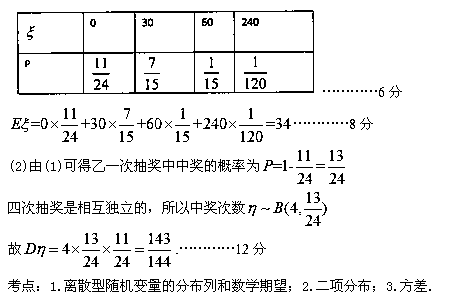 ξ 0 30 60 240
P 11/24 7/15 1/15 1/120
…………6 分
Eξ=0×11/24+30×7/15+60×1/15+240×1/120=34…………8 分
(2)由(1)可得乙一次抽奖中中奖的概率为 P=1-11/24=13/24
四次抽奖是相互独立的，所以中奖次数 η～B(4,13/24)
故 Dη=4×13/24×11/24=143/144.…………12 分
考点：1.离散型随机变量的分布列和数学期望；2.二项分布；3.方差.